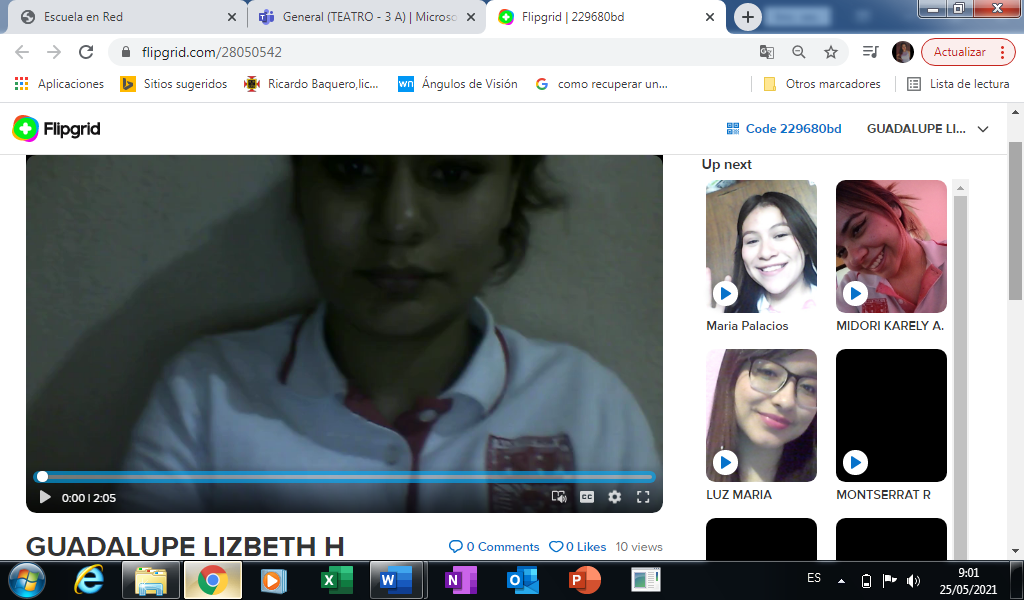 Escuela en Red
General (TEATRO - 3 A) | Microso
Flipgrid | 229680bd
flipgrid.com/28050542
Actualizar
Aplicaciones
Sitios sugeridos
Ricardo Baquero,lic...
wn Ángulos de Visión
como recuperar un...
Otros marcadores
Lista de lectura
Flipgrid
Code 229680bd
GUADALUPE LI...
Up next
Maria Palacios
MIDORI KARELY A.
LUZ MARIA
MONTSERRAT R
0:00 | 2:05
CC
GUADALUPE LIZBETH H
0 Comments
0 Likes
10 views
ES
9:01
25/05/2021